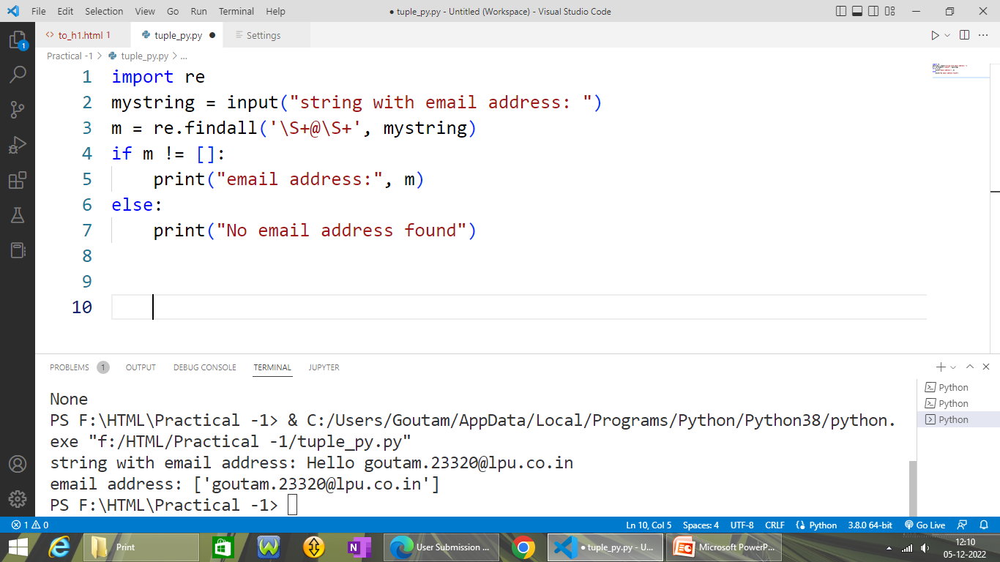 File Edit Selection View Go Run Terminal Help
● tuple_py.py - Untitled (Workspace) - Visual Studio Code
<> to_h1.html 1
tuple_py.py ●
Settings
Practical -1 > tuple_py.py > ...
1 import re
2 mystring = input("string with email address: ")
3 m = re.findall('\S+@\S+', mystring)
4 if m != []:
5     print("email address:", m)
6 else:
7     print("No email address found")
8
9
10
1
PROBLEMS 1 OUTPUT DEBUG CONSOLE TERMINAL JUPYTER
None
PS F:\HTML\Practical -1> & C:/Users/Goutam/AppData/Local/Programs/Python/Python38/python.
exe "f:/HTML/Practical -1/tuple_py.py"
string with email address: Hello goutam.23320@lpu.co.in
email address: ['goutam.23320@lpu.co.in']
PS F:\HTML\Practical -1>
Python
Python
Python
1 0 Ln 10, Col 5 Spaces: 4 UTF-8 CRLF Python 3.8.0 64-bit Go Live
Print
User Submission ...
● tuple_py.py - U...
Microsoft PowerP...
12:10
05-12-2022